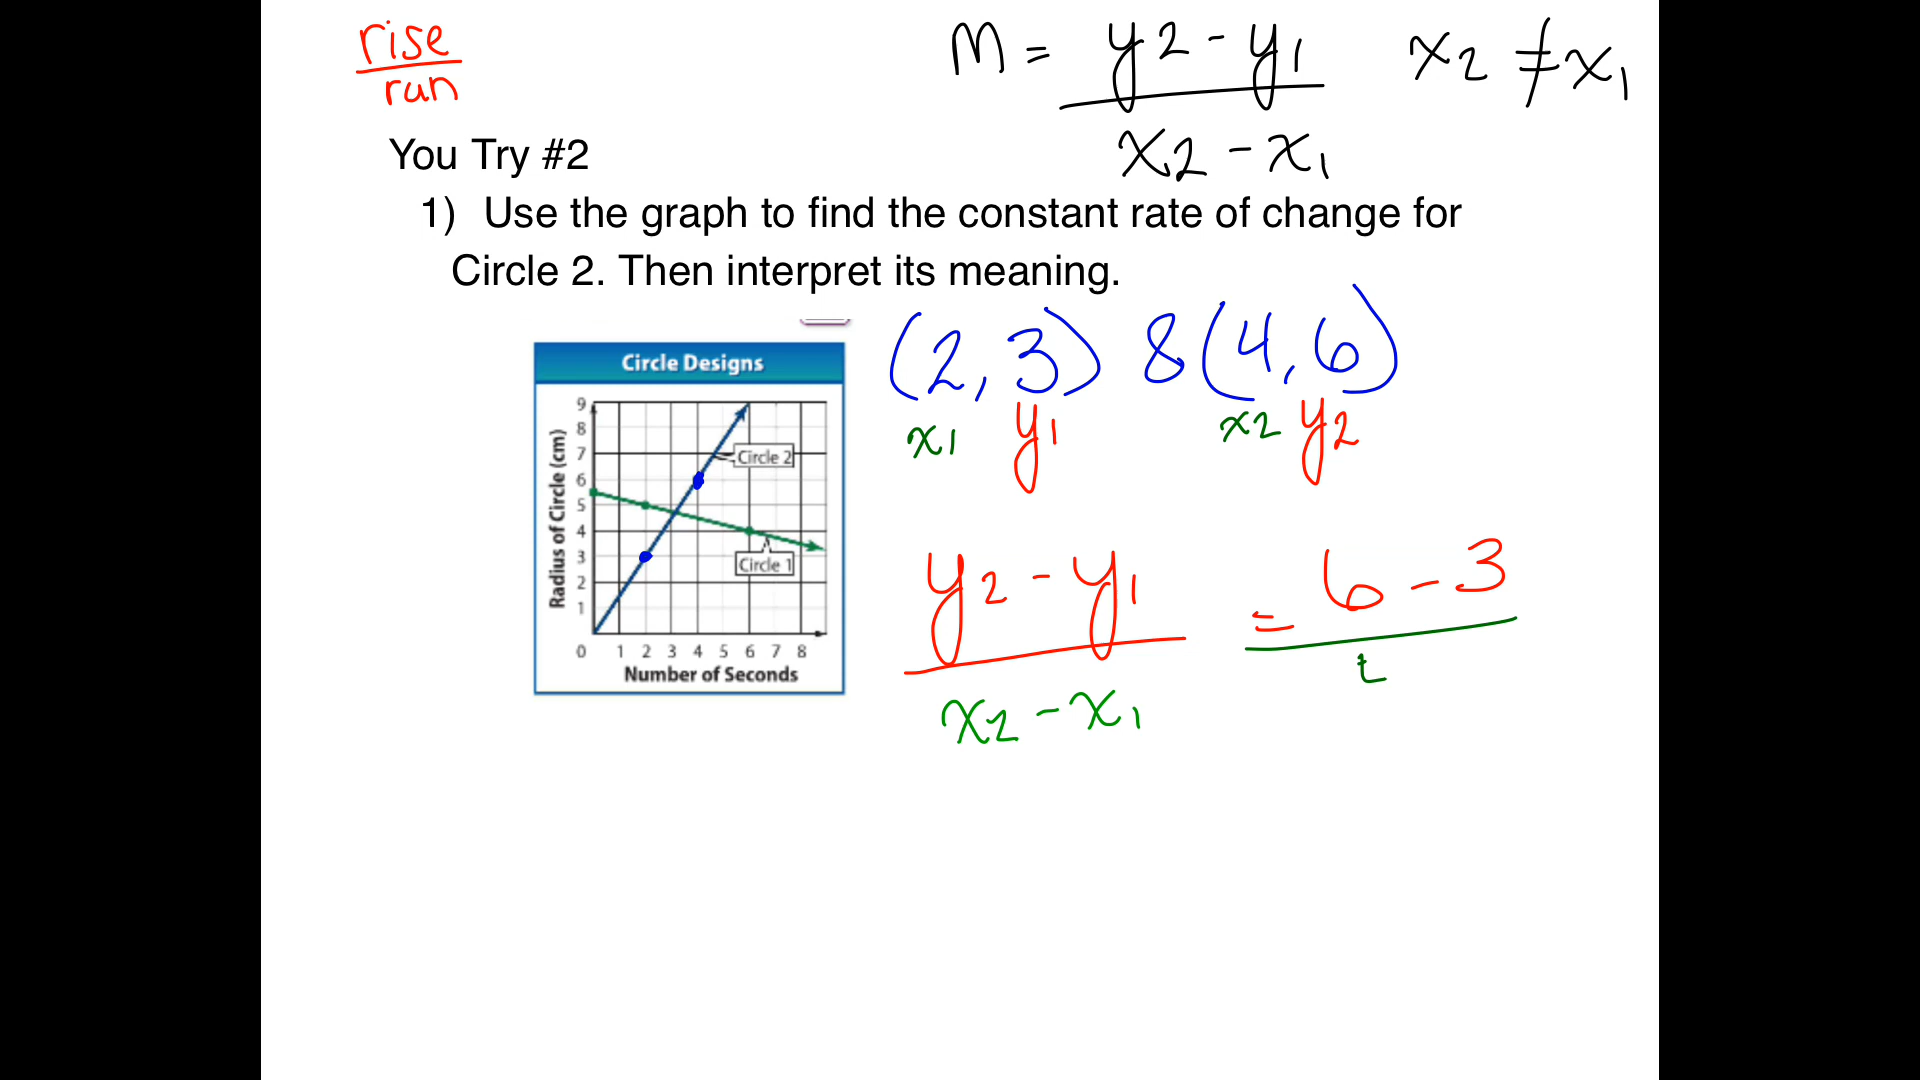 rise
run
m = y2 - y1 x2 ≠ x1
x2 - x1
You Try #2
1) Use the graph to find the constant rate of change for
Circle 2. Then interpret its meaning.
(2, 3) & (4, 6)
x1 y1 x2 y2
Circle Designs
Radius of Circle (cm)
9
8
7
6
5
4
3
2
1
Circle 2
Circle 1
0 1 2 3 4 5 6 7 8
Number of Seconds
y2 - y1 = 6 - 3
x2 - x1